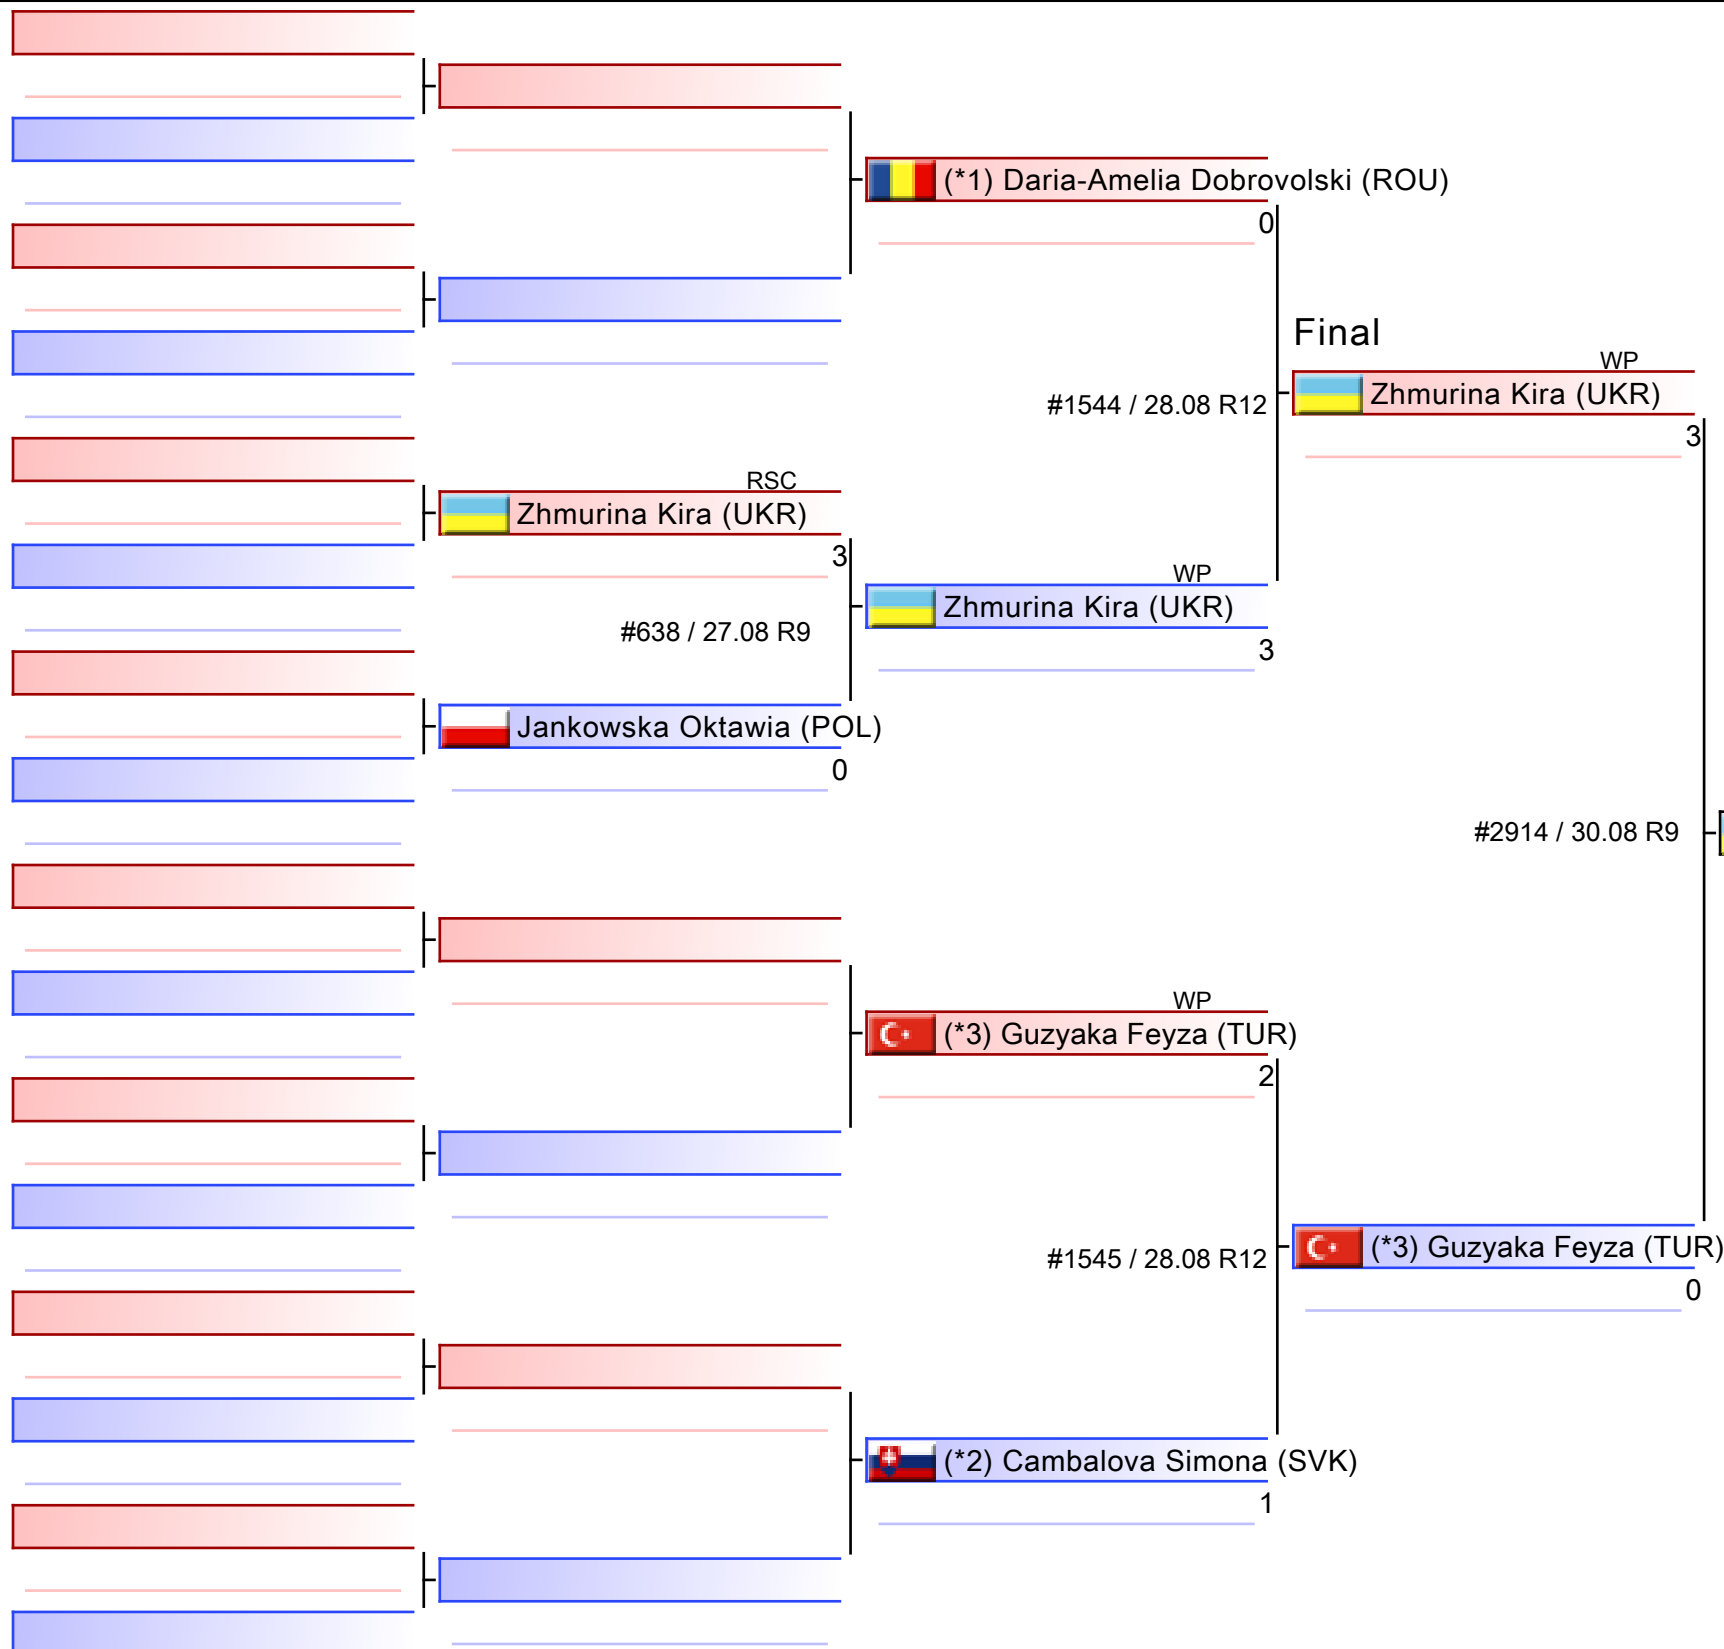 (*1) Daria-Amelia Dobrovolski (ROU)
0
Final
WP
#1544 / 28.08 R12
Zhmurina Kira (UKR)
3
RSC
Zhmurina Kira (UKR)
3
WP
#638 / 27.08 R9
Zhmurina Kira (UKR)
3
Jankowska Oktawia (POL)
0
#2914 / 30.08 R9
WP
(*3) Guzyaka Feyza (TUR)
2
#1545 / 28.08 R12
(*3) Guzyaka Feyza (TUR)
0
(*2) Cambalova Simona (SVK)
1